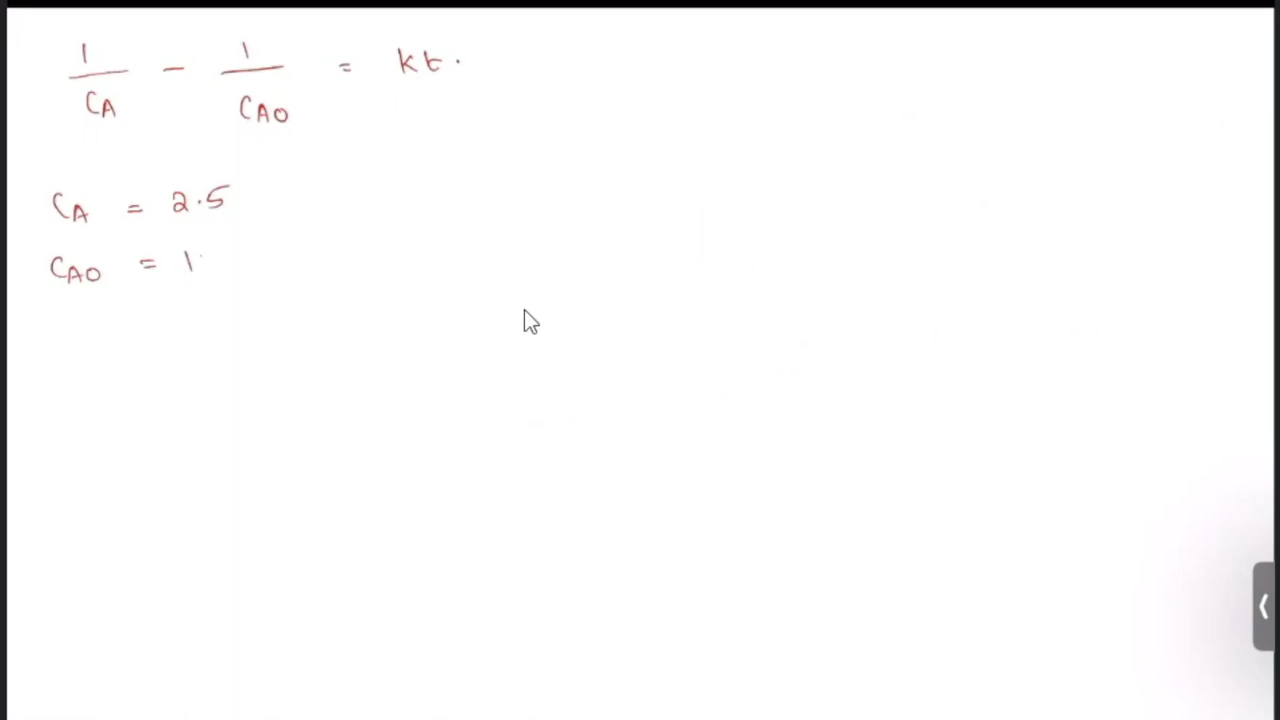 1/CA - 1/CAO = kt.
CA = 2.5
CAO = 1